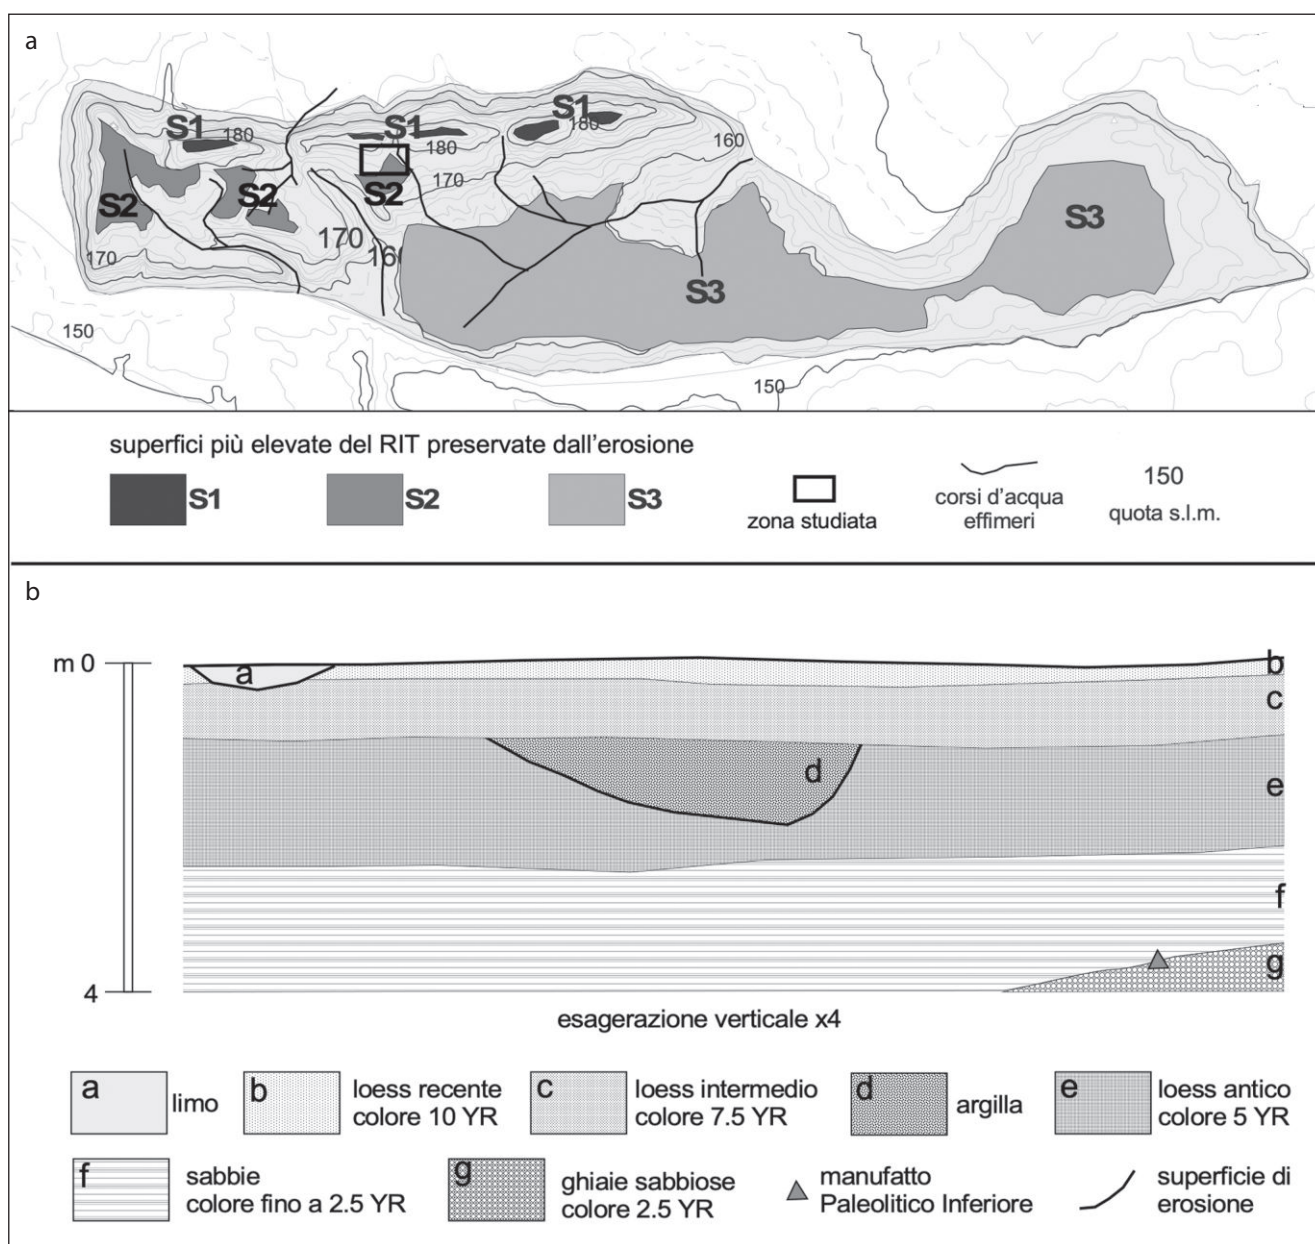 a
S1
180
S1
180
S1
180
160
S2
S2
S2
170
170
170
160
S3
S3
150
150
superfici più elevate del RIT preservate dall'erosione
S1
S2
S3
zona studiata
corsi d'acqua
effimeri
150
quota s.l.m.
b
m 0
4
a
b
c
d
e
f
g
esagerazione verticale x4
a
limo
b
loess recente
colore 10 YR
c
loess intermedio
colore 7.5 YR
d
argilla
e
loess antico
colore 5 YR
f
sabbie
colore fino a 2.5 YR
g
ghiaie sabbiose
colore 2.5 YR
manufatto
Paleolitico Inferiore
superficie di
erosione